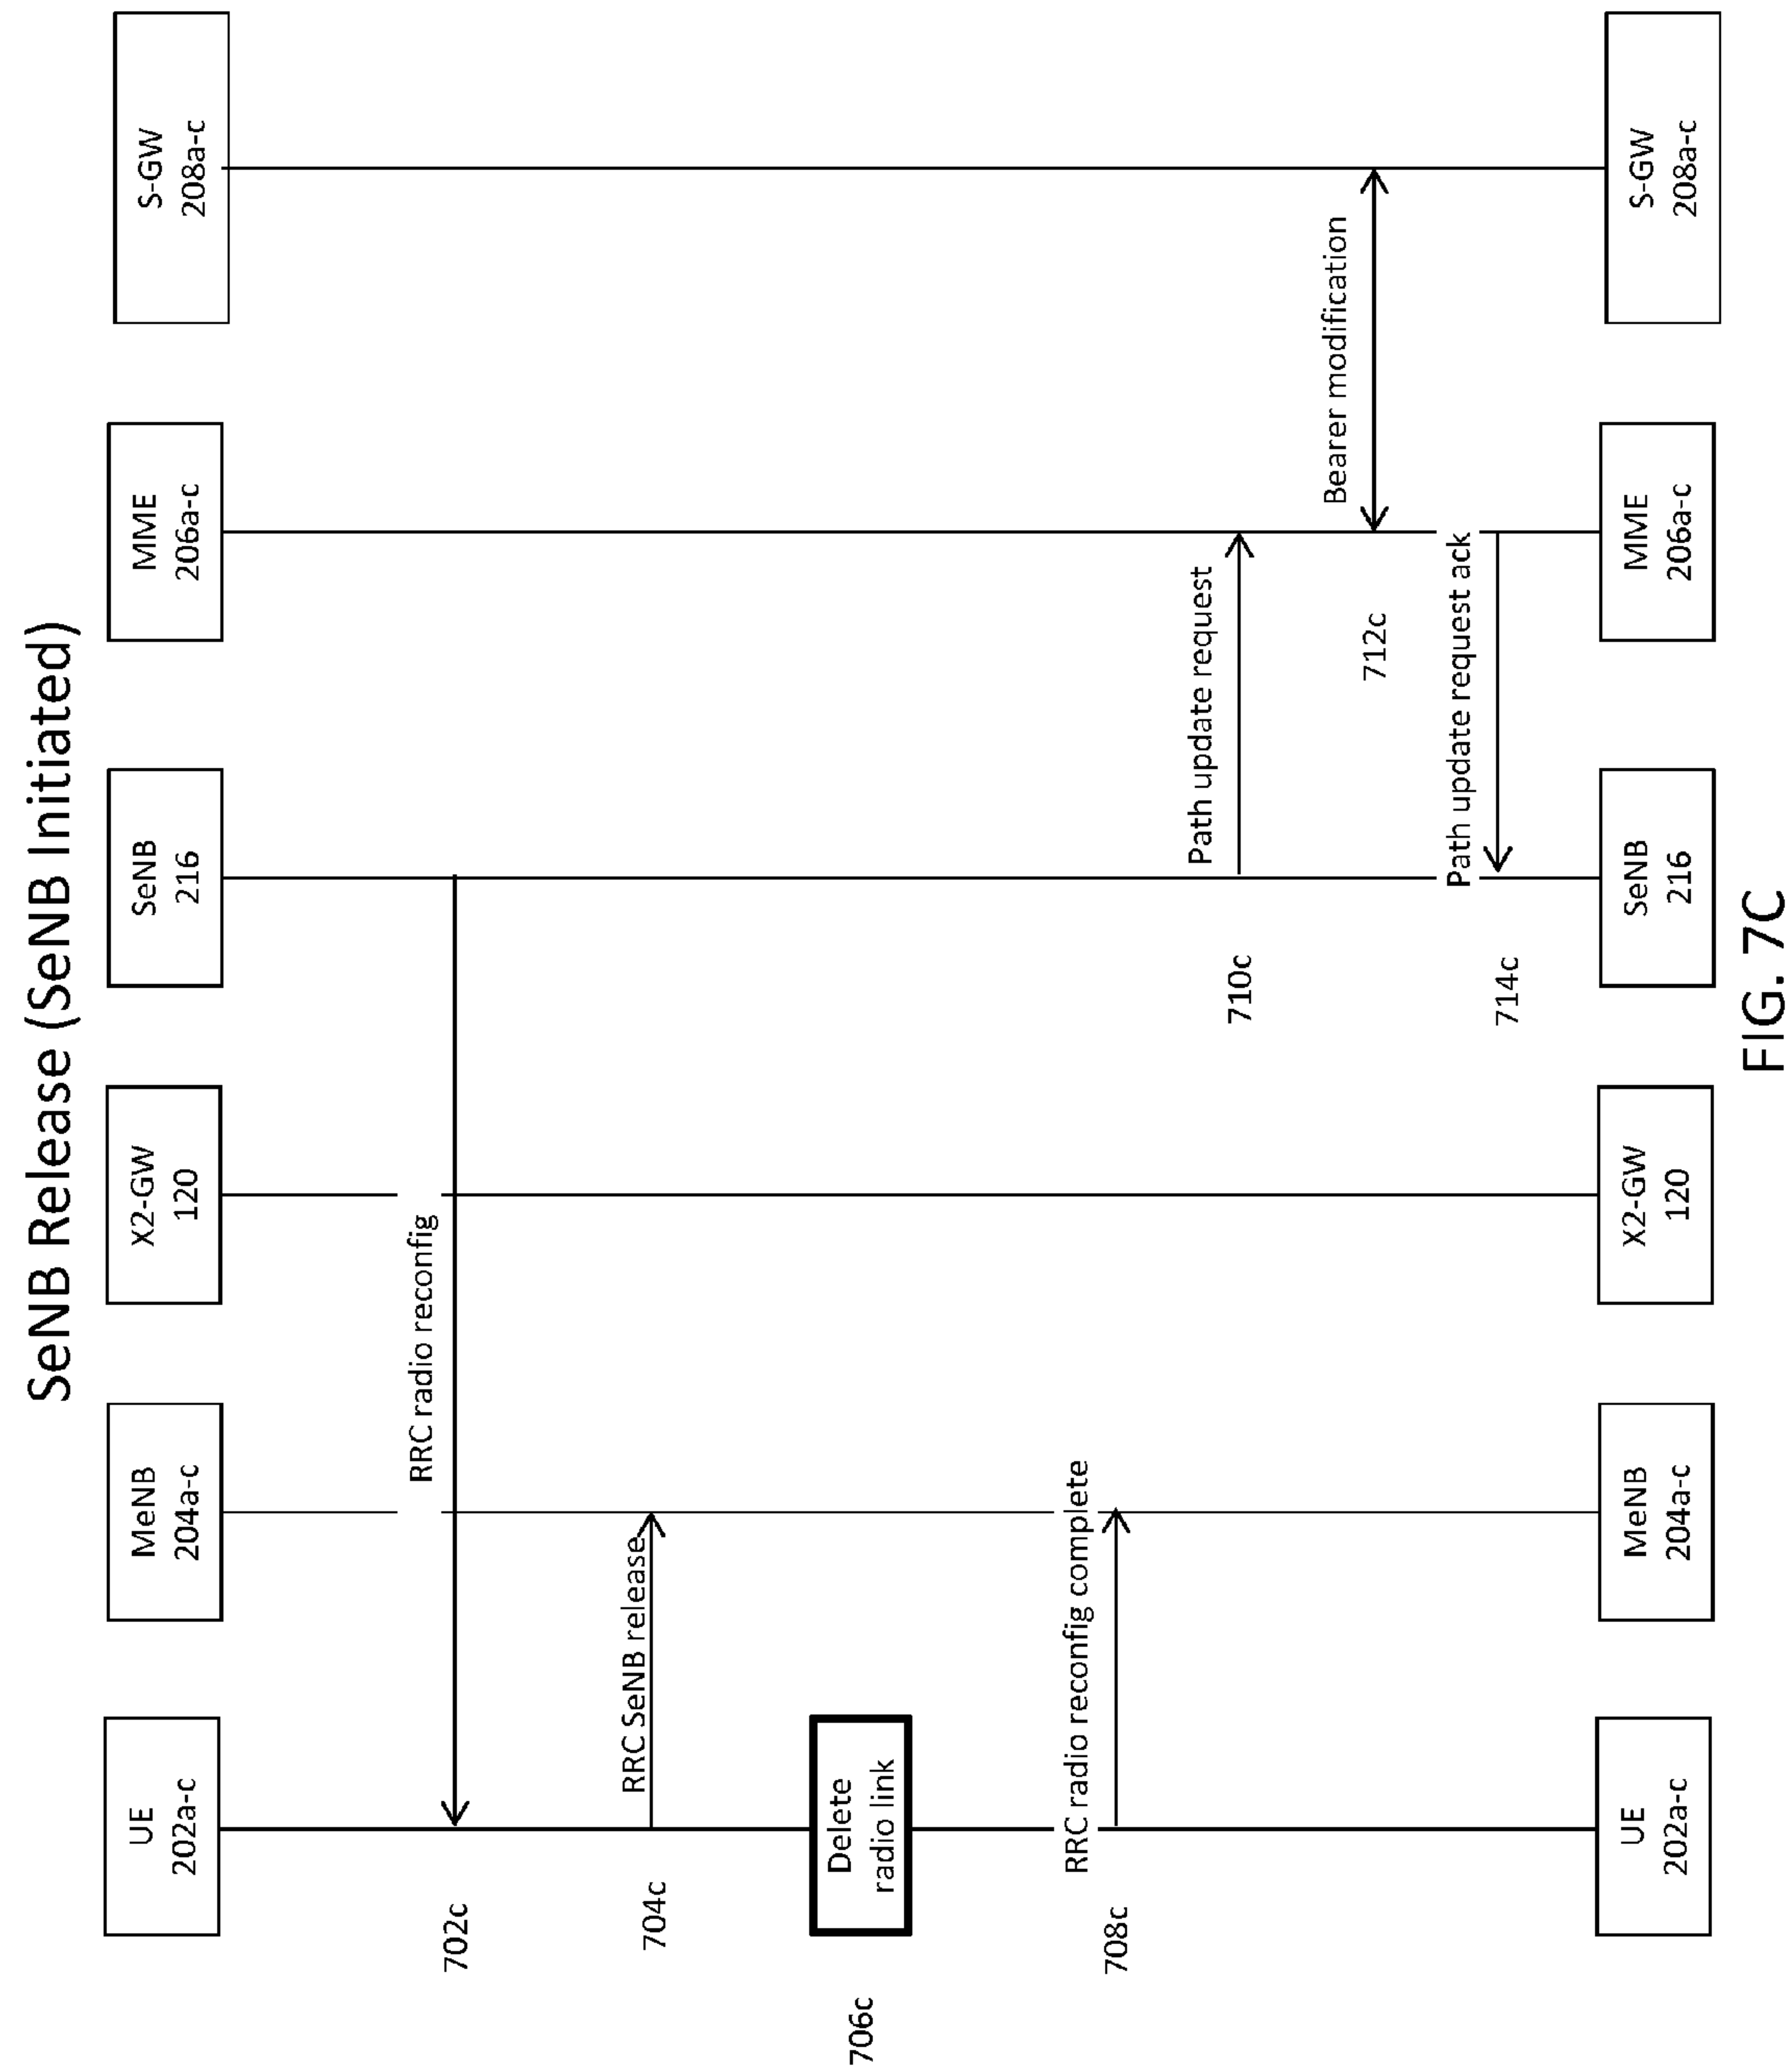 SeNB Release (SeNB Initiated)
UE
202a-c
MeNB
204a-c
X2-GW
120
SeNB
216
MME
206a-c
S-GW
208a-c
RRC radio reconfig
702c
RRC SeNB release
704c
Delete
radio link
706c
RRC radio reconfig complete
708c
Path update request
710c
Bearer modification
712c
Path update request ack
714c
UE
202a-c
MeNB
204a-c
X2-GW
120
SeNB
216
MME
206a-c
S-GW
208a-c
FIG. 7C